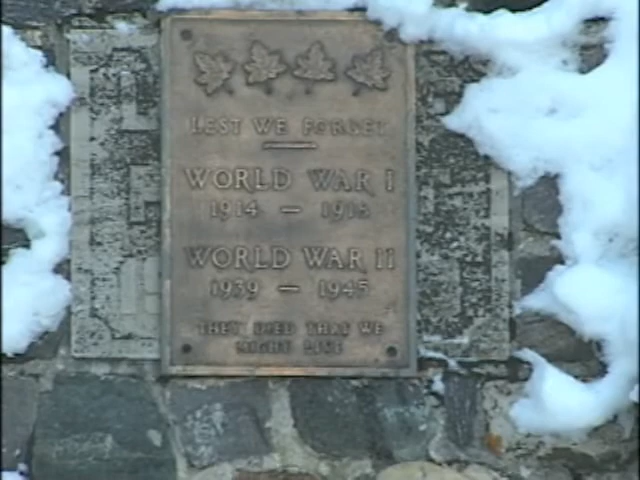 LEST WE FORGET
WORLD WAR I
1914 — 1918
WORLD WAR II
1939 — 1945
THEY DIED THAT WE
MIGHT LIVE